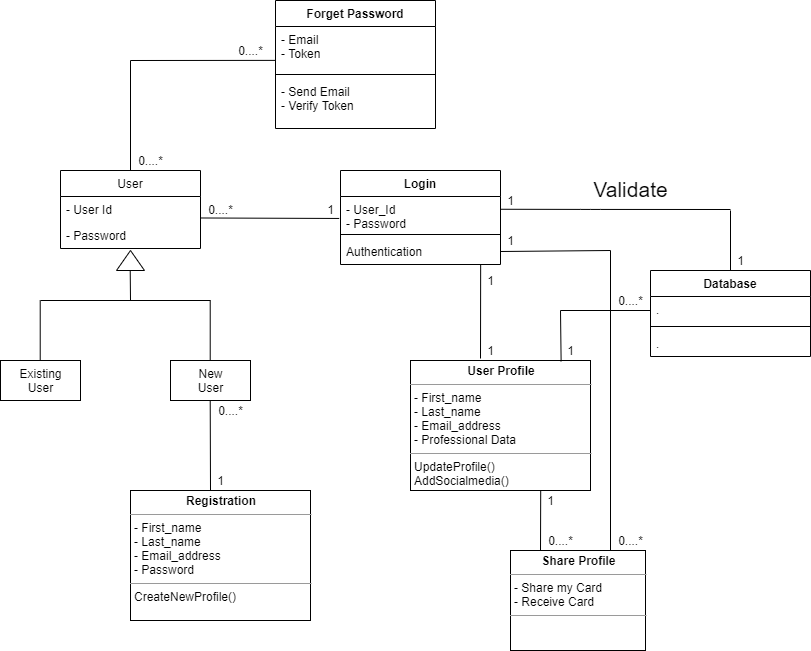 Forget Password
- Email
- Token
- Send Email
- Verify Token
0....*
0....*
User
- User Id
- Password
0....*
1
Login
- User_Id
- Password
Authentication
1
Validate
1
1
1
Database
.
.
0....*
1
1
Existing
User
New
User
User Profile
- First_name
- Last_name
- Email_address
- Professional Data
UpdateProfile()
AddSocialmedia()
0....*
1
Registration
- First_name
- Last_name
- Email_address
- Password
CreateNewProfile()
1
0....*
0....*
Share Profile
- Share my Card
- Receive Card